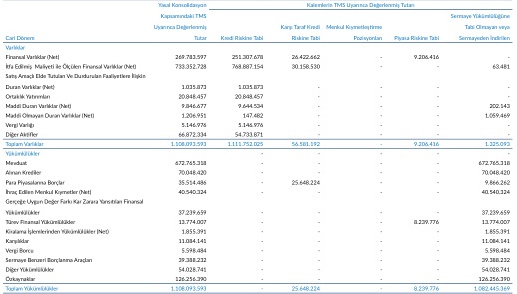 Yasal Konsolidasyon Kalemlerin TMS Uyarınca Değerlenmiş Tutarı
Kapsamındaki TMS Sermaye Yükümlülüğüne
Uyarınca Değerlenmiş Karşı Taraf Kredi Menkul Kıymetleştirme Tabi Olmayan veya
Cari Dönem Tutar Kredi Riskine Tabi Riskine Tabi Pozisyonları Piyasa Riskine Tabi Sermayeden İndirilen
Varlıklar
Finansal Varlıklar (Net) 269.783.597 251.307.678 26.422.662 - 9.206.416 -
İtfa Edilmiş Maliyeti ile Ölçülen Finansal Varlıklar (Net) 733.352.728 768.887.154 30.158.530 - - 63.481
Satış Amaçlı Elde Tutulan Ve Durdurulan Faaliyetlere İlişkin
Duran Varlıklar (Net) 1.035.873 1.035.873 - - - -
Ortaklık Yatırımları 20.848.457 20.848.457 - - - -
Maddi Duran Varlıklar (Net) 9.846.677 9.644.534 - - - 202.143
Maddi Olmayan Duran Varlıklar (Net) 1.206.951 147.482 - - - 1.059.469
Vergi Varlığı 5.146.976 5.146.976 - - - -
Diğer Aktifler 66.872.334 54.733.871 - - - -
Toplam Varlıklar 1.108.093.593 1.111.752.025 56.581.192 - 9.206.416 1.325.093
Yükümlülükler
Mevduat 672.765.318 - - - - 672.765.318
Alınan Krediler 70.048.420 - - - - 70.048.420
Para Piyasalarına Borçlar 35.514.486 - 25.648.224 - - 9.866.262
İhraç Edilen Menkul Kıymetler (Net) 40.540.324 - - - - 40.540.324
Gerçeğe Uygun Değer Farkı Kar Zarara Yansıtılan Finansal
Yükümlülükler 37.239.659 - - - - 37.239.659
Türev Finansal Yükümlülükler 13.774.007 - - - 8.239.776 13.774.007
Kiralama İşlemlerinden Yükümlülükler (Net) 1.855.391 - - - - 1.855.391
Karşılıklar 11.084.141 - - - - 11.084.141
Vergi Borcu 5.598.484 - - - - 5.598.484
Sermaye Benzeri Borçlanma Araçları 39.388.232 - - - - 39.388.232
Diğer Yükümlülükler 54.028.741 - - - - 54.028.741
Özkaynaklar 126.256.390 - - - - 126.256.390
Toplam Yükümlülükler 1.108.093.593 - 25.648.224 - 8.239.776 1.082.445.369